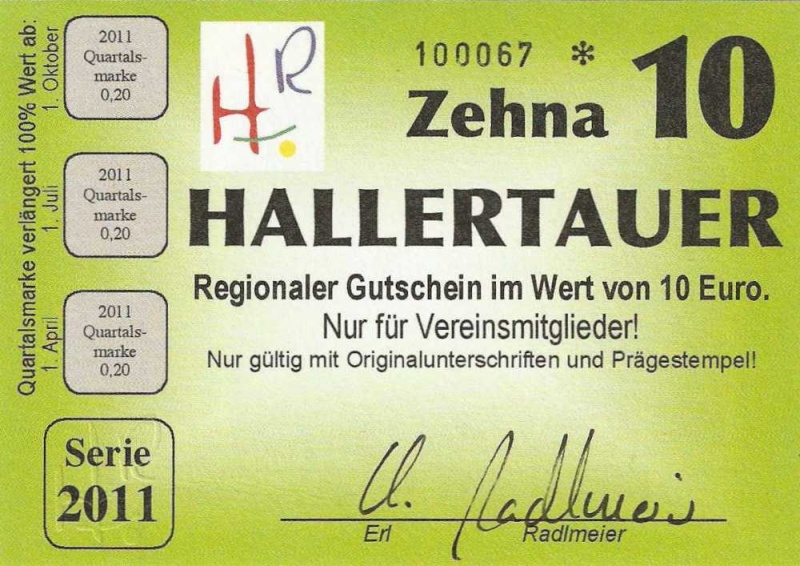 Quartalsmarke verlängert 100% Wert ab:
1. Oktober
2011
Quartals-
marke
0,20
1. Juli
2011
Quartals-
marke
0,20
1. April
2011
Quartals-
marke
0,20
Serie
2011
HR
100067 *
Zehna 10
HALLERTAUER
Regionaler Gutschein im Wert von 10 Euro.
Nur für Vereinsmitglieder!
Nur gültig mit Originalunterschriften und Prägestempel!
Radlmeier
Erl Radlmeier